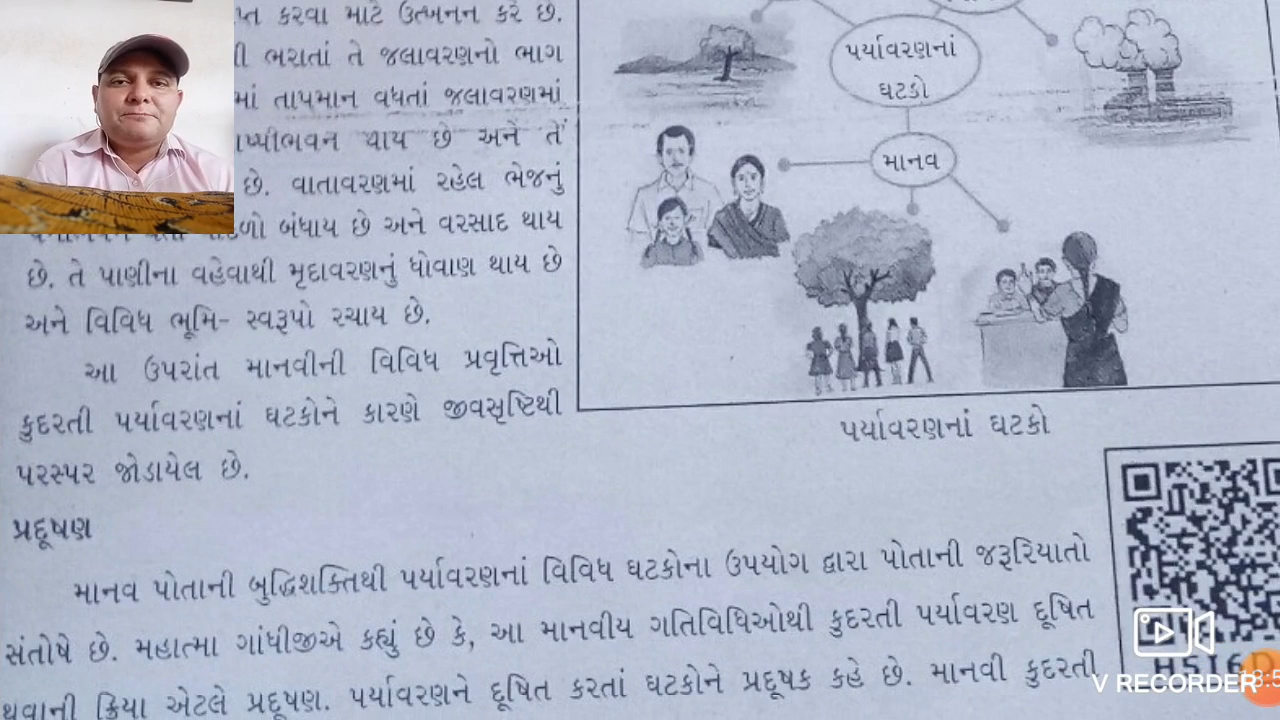 કરવા માટે ઉત્ખનન કરે છે.
ભરાતાં તે જલાવરણનો ભાગ
તાપમાન વધતાં જલાવરણમાં
થાય છે અને તે
છે. વાતાવરણમાં રહેલ ભેજનું
બંધાય છે અને વરસાદ થાય
છે. તે પાણીના વહેવાથી મૃદાવરણનું ધોવાણ થાય છે
અને વિવિધ ભૂમિ- સ્વરૂપો રચાય છે.
આ ઉપરાંત માનવીની વિવિધ પ્રવૃત્તિઓ
કુદરતી પર્યાવરણનાં ઘટકોને કારણે જીવસૃષ્ટિથી
પરસ્પર જોડાયેલ છે.
પર્યાવરણનાં
ઘટકો
માનવ
પર્યાવરણનાં ઘટકો
પ્રદૂષણ
માનવ પોતાની બુદ્ધિશક્તિથી પર્યાવરણનાં વિવિધ ઘટકોના ઉપયોગ દ્વારા પોતાની જરૂરિયાતો
સંતોષે છે. મહાત્મા ગાંધીજીએ કહ્યું છે કે, આ માનવીય ગતિવિધિઓથી કુદરતી પર્યાવરણ દૂષિત
થવાની ક્રિયા એટલે પ્રદૂષણ. પર્યાવરણને દૂષિત કરતાં ઘટકોને પ્રદૂષક કહે છે. માનવી કુદરતી
V RECORDER